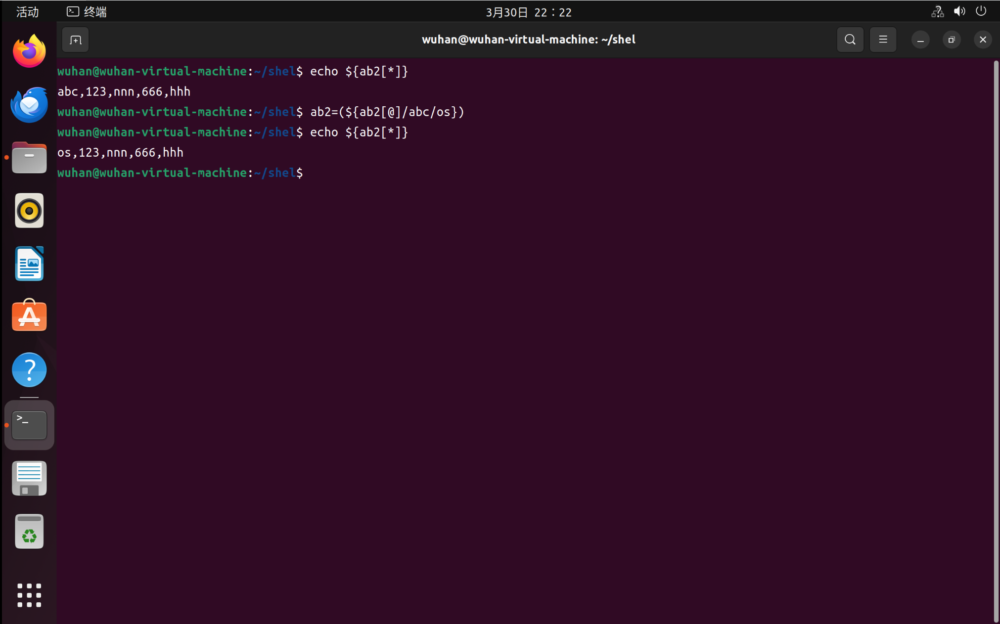 活动
终端
3月30日 22：22
wuhan@wuhan-virtual-machine: ~/shel
wuhan@wuhan-virtual-machine:~/shel$ echo ${ab2[*]}
abc,123,nnn,666,hhh
wuhan@wuhan-virtual-machine:~/shel$ ab2=(${ab2[@]/abc/os})
wuhan@wuhan-virtual-machine:~/shel$ echo ${ab2[*]}
os,123,nnn,666,hhh
wuhan@wuhan-virtual-machine:~/shel$